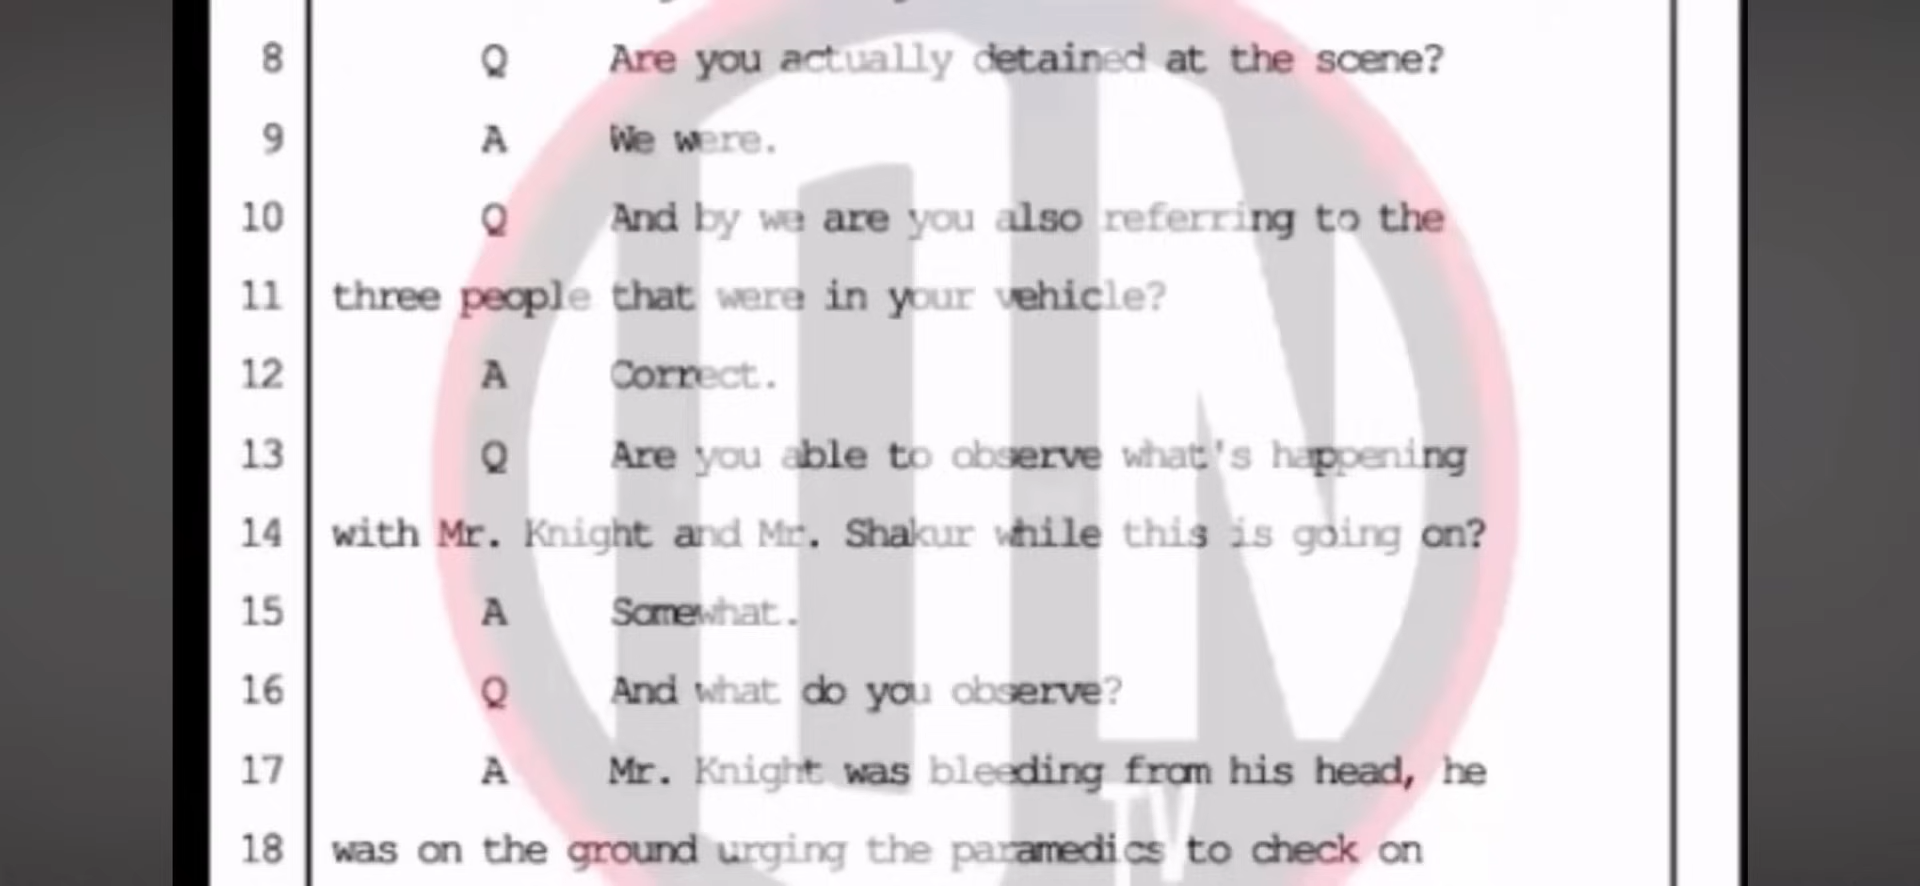 8 Q Are you actually detained at the scene?
9 A We were.
10 Q And by we are you also referring to the
11 three people that were in your vehicle?
12 A Correct.
13 Q Are you able to observe what's happening
14 with Mr. Knight and Mr. Shakur while this is going on?
15 A Somewhat.
16 Q And what do you observe?
17 A Mr. Knight was bleeding from his head, he
TV
18 was on the ground urging the paramedics to check on